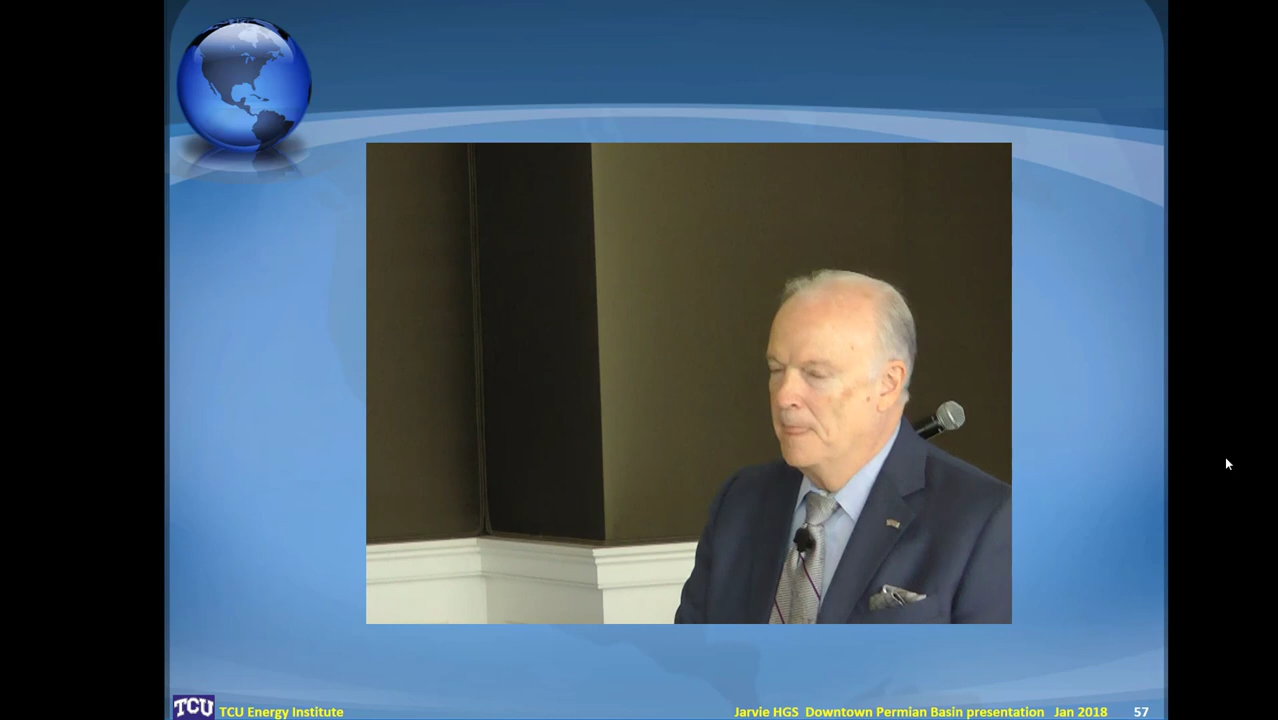 TCU TCU Energy Institute
Jarvie HGS Downtown Permian Basin presentation Jan 2018 57